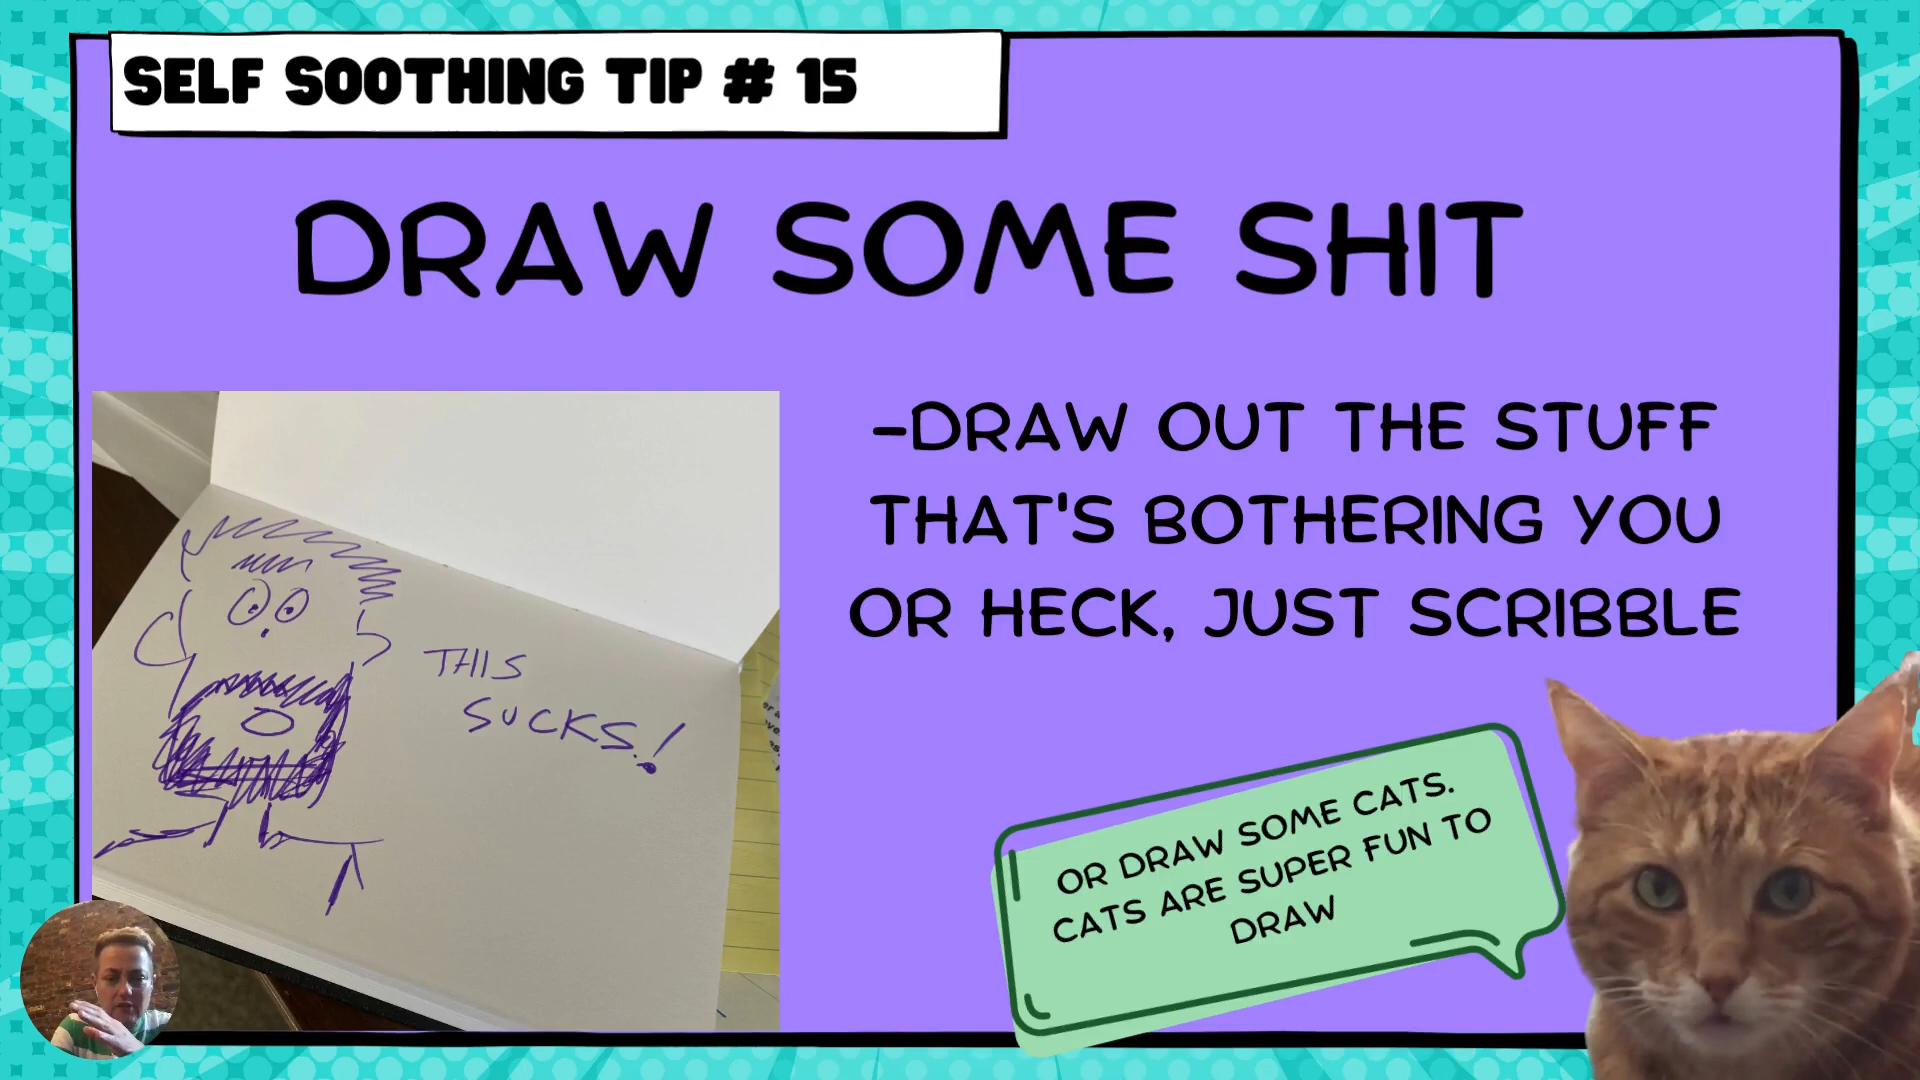 SELF SOOTHING TIP # 15
DRAW SOME SHIT
-DRAW OUT THE STUFF
THAT'S BOTHERING YOU
OR HECK, JUST SCRIBBLE
THIS
SUCKS!
OR DRAW SOME CATS.
CATS ARE SUPER FUN TO
DRAW